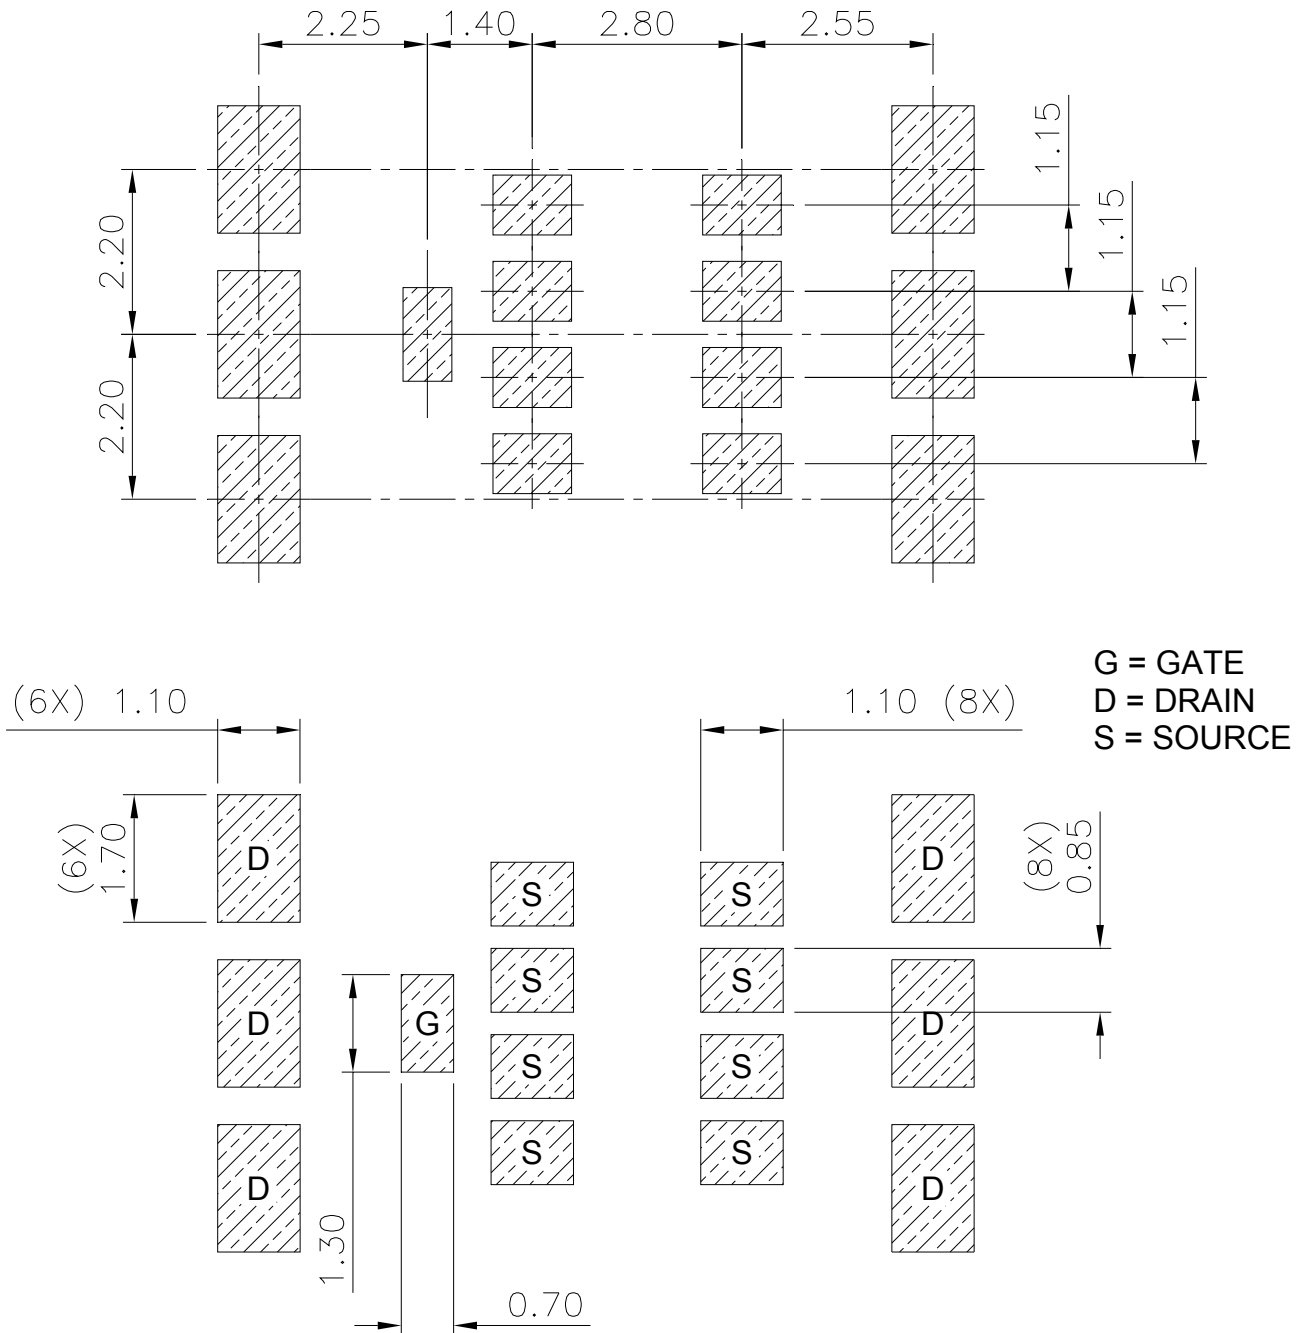 2.25 1.40 2.80 2.55
1.15
1.15
1.15
2.20
2.20
G = GATE
D = DRAIN
S = SOURCE
(6X) 1.10
1.10 (8X)
(6X)
1.70
(8X)
0.85
D D
S S
S S
D G D
S S
S S
D D
1.30
0.70